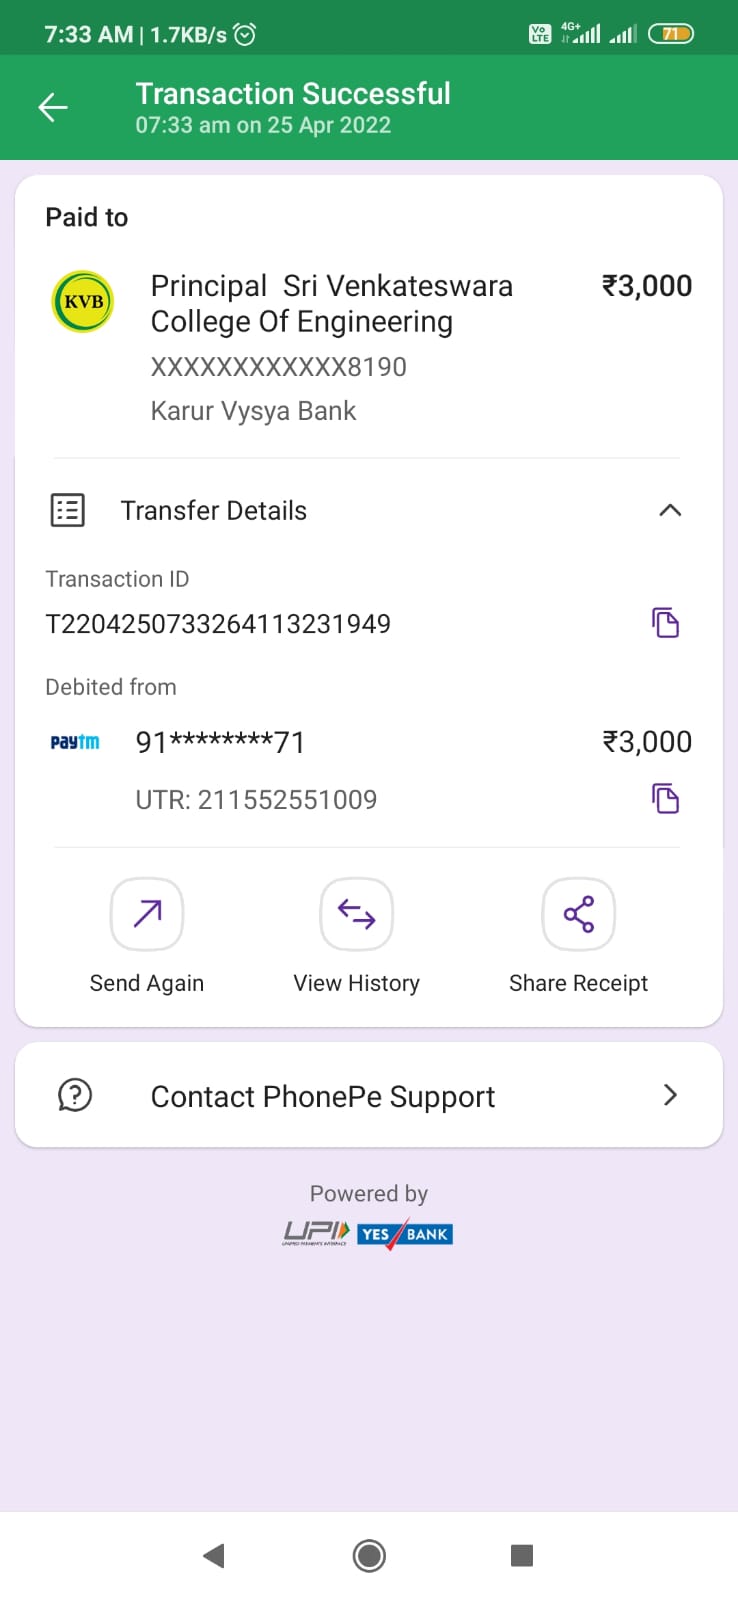 7:33 AM | 1.7KB/s
Vo LTE 4G+ 71
Transaction Successful
07:33 am on 25 Apr 2022
Paid to
KVB
Principal Sri Venkateswara ₹3,000
College Of Engineering
XXXXXXXXXXXX8190
Karur Vysya Bank
Transfer Details
Transaction ID
T2204250733264113231949
Debited from
paytm 91********71 ₹3,000
UTR: 211552551009
Send Again View History Share Receipt
Contact PhonePe Support
Powered by
UPI YES BANK
UNIFIED PAYMENTS INTERFACE